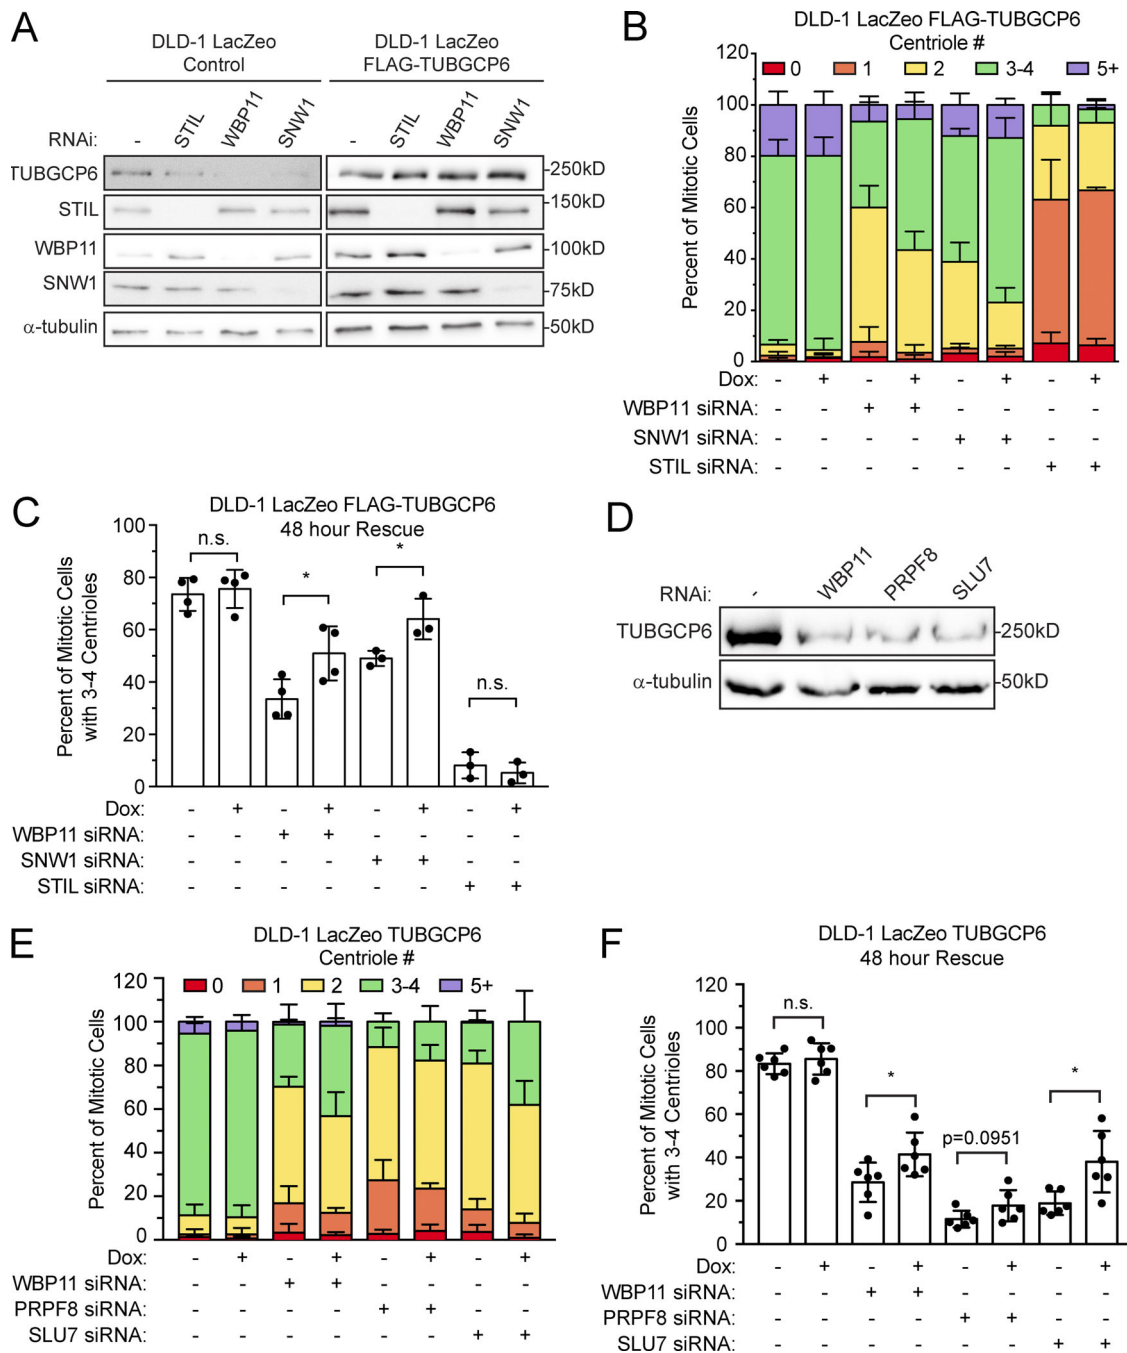 A
DLD-1 LacZeo
Control
DLD-1 LacZeo
FLAG-TUBGCP6
RNAi: - STIL WBP11 SNW1 - STIL WBP11 SNW1
TUBGCP6 -250kD
STIL -150kD
WBP11 -100kD
SNW1 -75kD
α-tubulin -50kD
B
DLD-1 LacZeo FLAG-TUBGCP6
Centriole #
0 1 2 3-4 5+
Percent of Mitotic Cells
120
100
80
60
40
20
0
Dox: - + - + - + - +
WBP11 siRNA: - - + + - - - -
SNW1 siRNA: - - - - + + - -
STIL siRNA: - - - - - - + +
C
DLD-1 LacZeo FLAG-TUBGCP6
48 hour Rescue
Percent of Mitotic Cells
with 3-4 Centrioles
100
80
60
40
20
0
n.s. * * n.s.
Dox: - + - + - + - +
WBP11 siRNA: - - + + - - - -
SNW1 siRNA: - - - - + + - -
STIL siRNA: - - - - - - + +
D
RNAi: - WBP11 PRPF8 SLU7
TUBGCP6 -250kD
α-tubulin -50kD
E
DLD-1 LacZeo TUBGCP6
Centriole #
0 1 2 3-4 5+
Percent of Mitotic Cells
120
100
80
60
40
20
0
Dox: - + - + - + - +
WBP11 siRNA: - - + + - - - -
PRPF8 siRNA: - - - - + + - -
SLU7 siRNA: - - - - - - + +
F
DLD-1 LacZeo TUBGCP6
48 hour Rescue
Percent of Mitotic Cells
with 3-4 Centrioles
120
100
80
60
40
20
0
n.s. * p=0.0951 *
Dox: - + - + - + - +
WBP11 siRNA: - - + + - - - -
PRPF8 siRNA: - - - - + + - -
SLU7 siRNA: - - - - - - + +